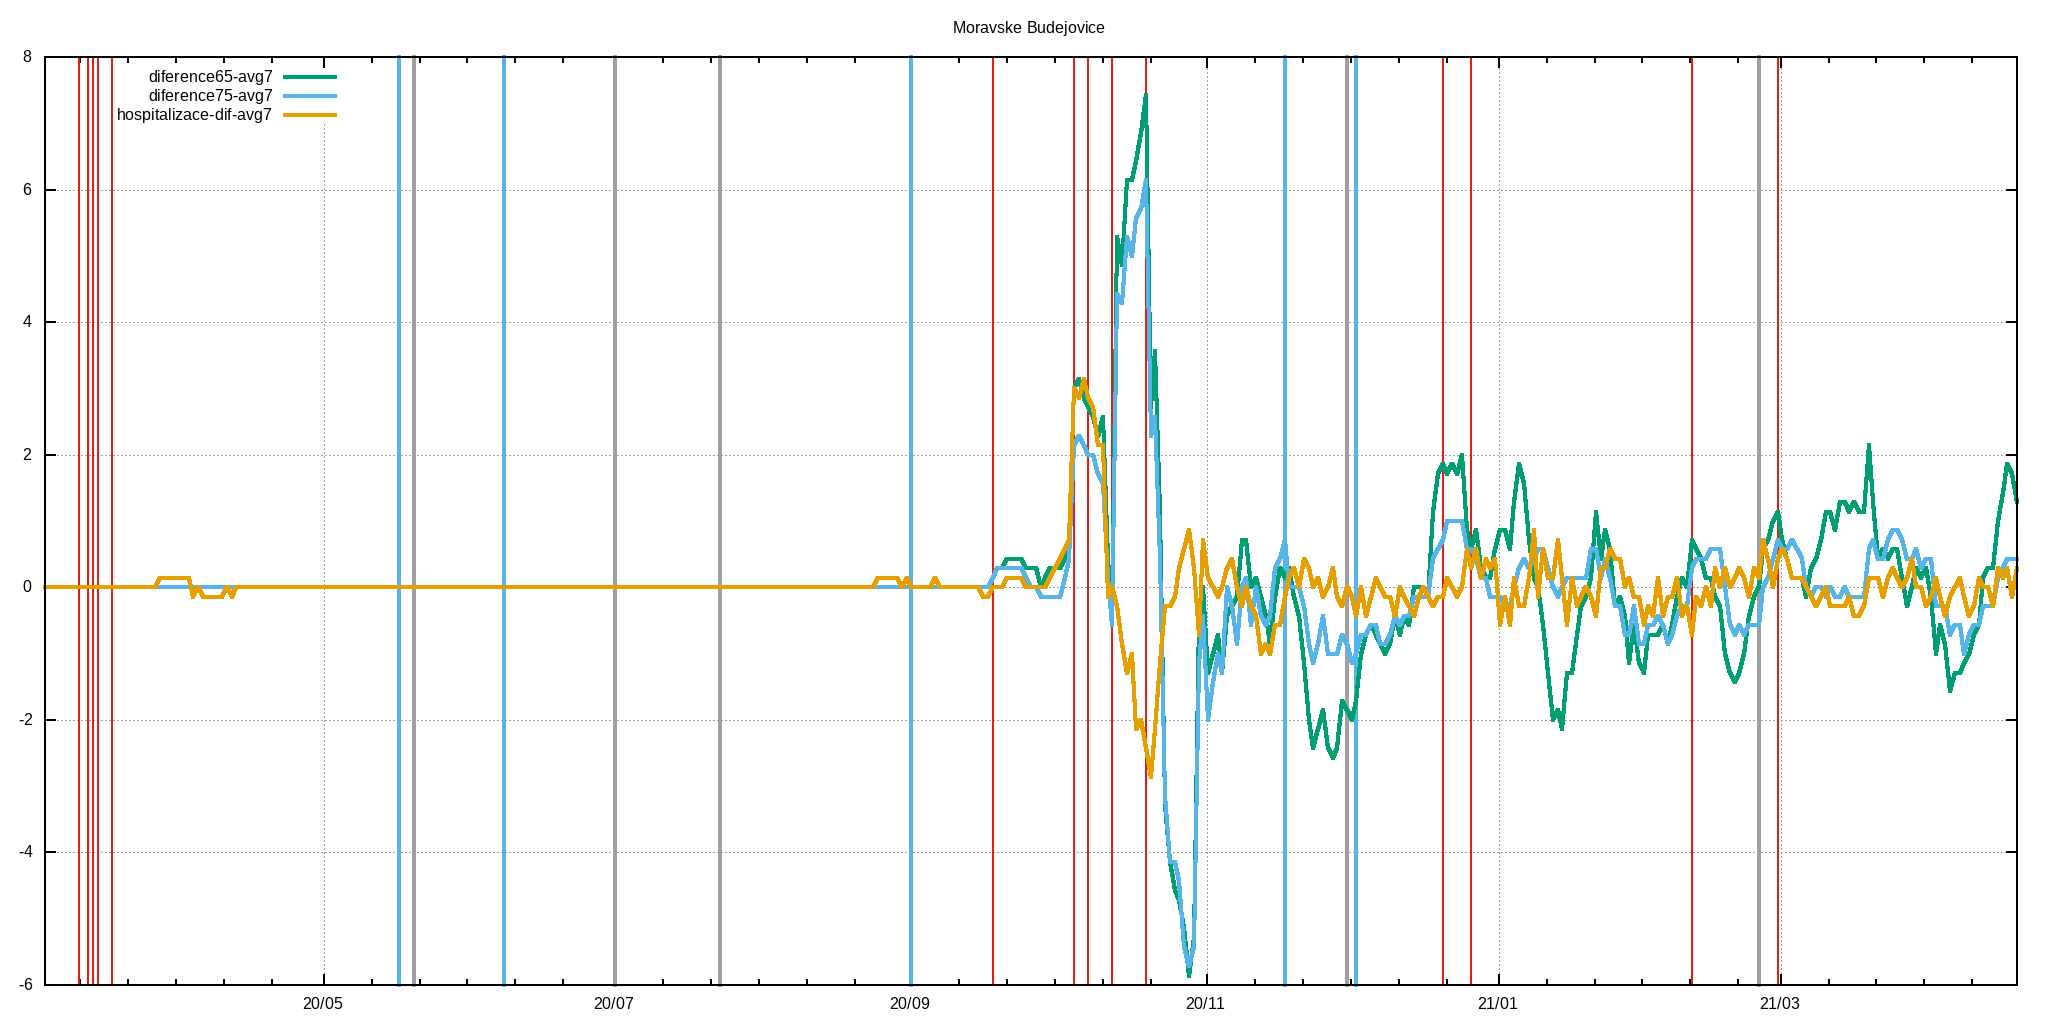 Moravske Budejovice
8
diference65-avg7
diference75-avg7
hospitalizace-dif-avg7
6
4
2
0
-2
-4
-6
20/05 20/07 20/09 20/11 21/01 21/03